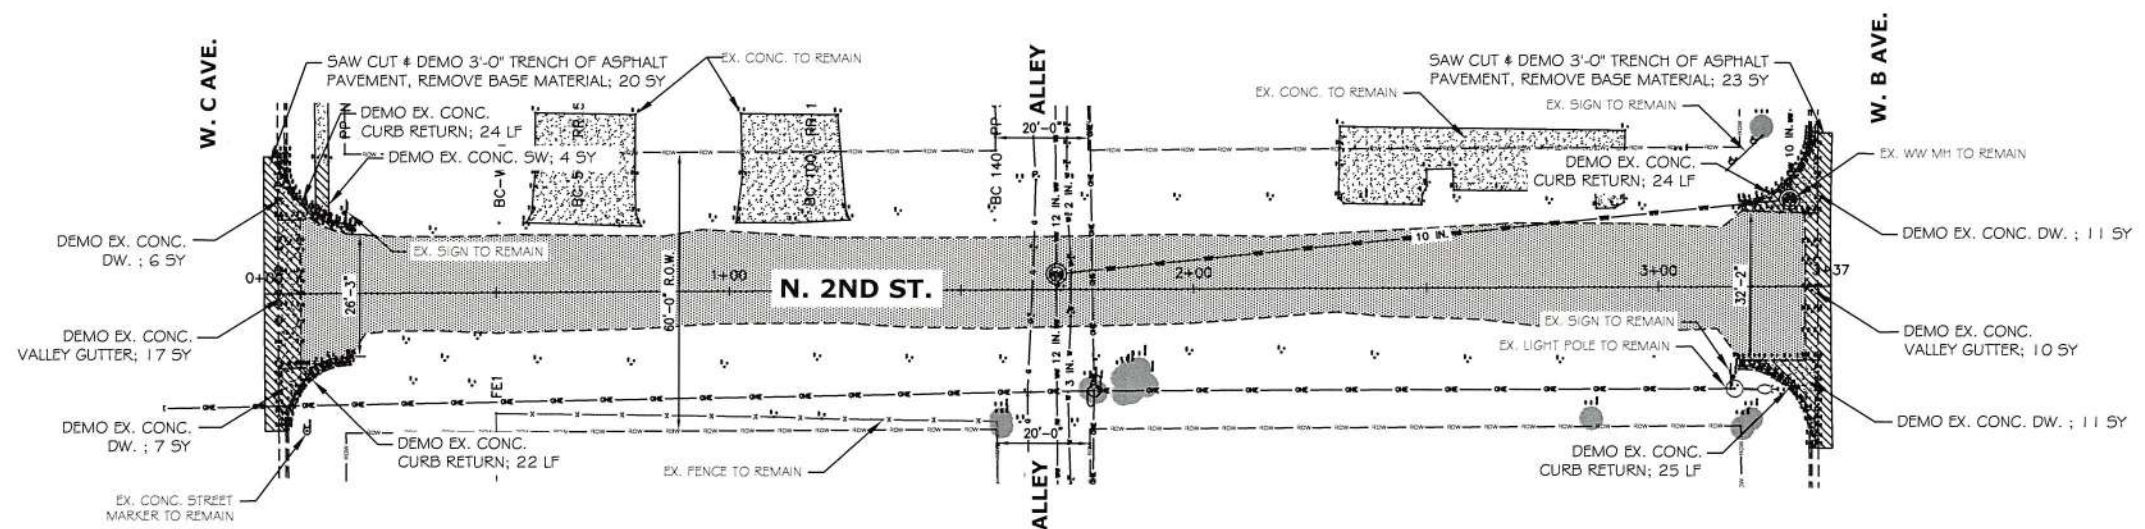 W. C AVE.
SAW CUT & DEMO 3'-0" TRENCH OF ASPHALT
PAVEMENT, REMOVE BASE MATERIAL; 20 SY
EX. CONC. TO REMAIN
DEMO EX. CONC.
CURB RETURN; 24 LF
DEMO EX. CONC. SW; 4 SY
ALLEY
20'-0"
SAW CUT & DEMO 3'-0" TRENCH OF ASPHALT
PAVEMENT, REMOVE BASE MATERIAL; 23 SY
EX. CONC. TO REMAIN
EX. SIGN TO REMAIN
W. B AVE.
10 IN.
EX. WW MH TO REMAIN
DEMO EX. CONC.
CURB RETURN; 24 LF
PP
BC 140
12 IN.
2 IN.
ROW
DEMO EX. CONC.
DW. ; 6 SY
EX. SIGN TO REMAIN
DEMO EX. CONC. DW. ; 11 SY
10 IN.
26'-3"
60'-0" R.O.W.
1+00
N. 2ND ST.
2+00
3+00
32'-2"
DEMO EX. CONC.
VALLEY GUTTER; 17 SY
EX. SIGN TO REMAIN
EX. LIGHT POLE TO REMAIN
DEMO EX. CONC.
VALLEY GUTTER; 10 SY
12 IN.
3 IN.
FE1
OHE
DEMO EX. CONC.
DW. ; 7 SY
DEMO EX. CONC.
CURB RETURN; 22 LF
EX. FENCE TO REMAIN
20'-0"
ALLEY
DEMO EX. CONC.
CURB RETURN; 25 LF
DEMO EX. CONC. DW. ; 11 SY
EX. CONC. STREET
MARKER TO REMAIN